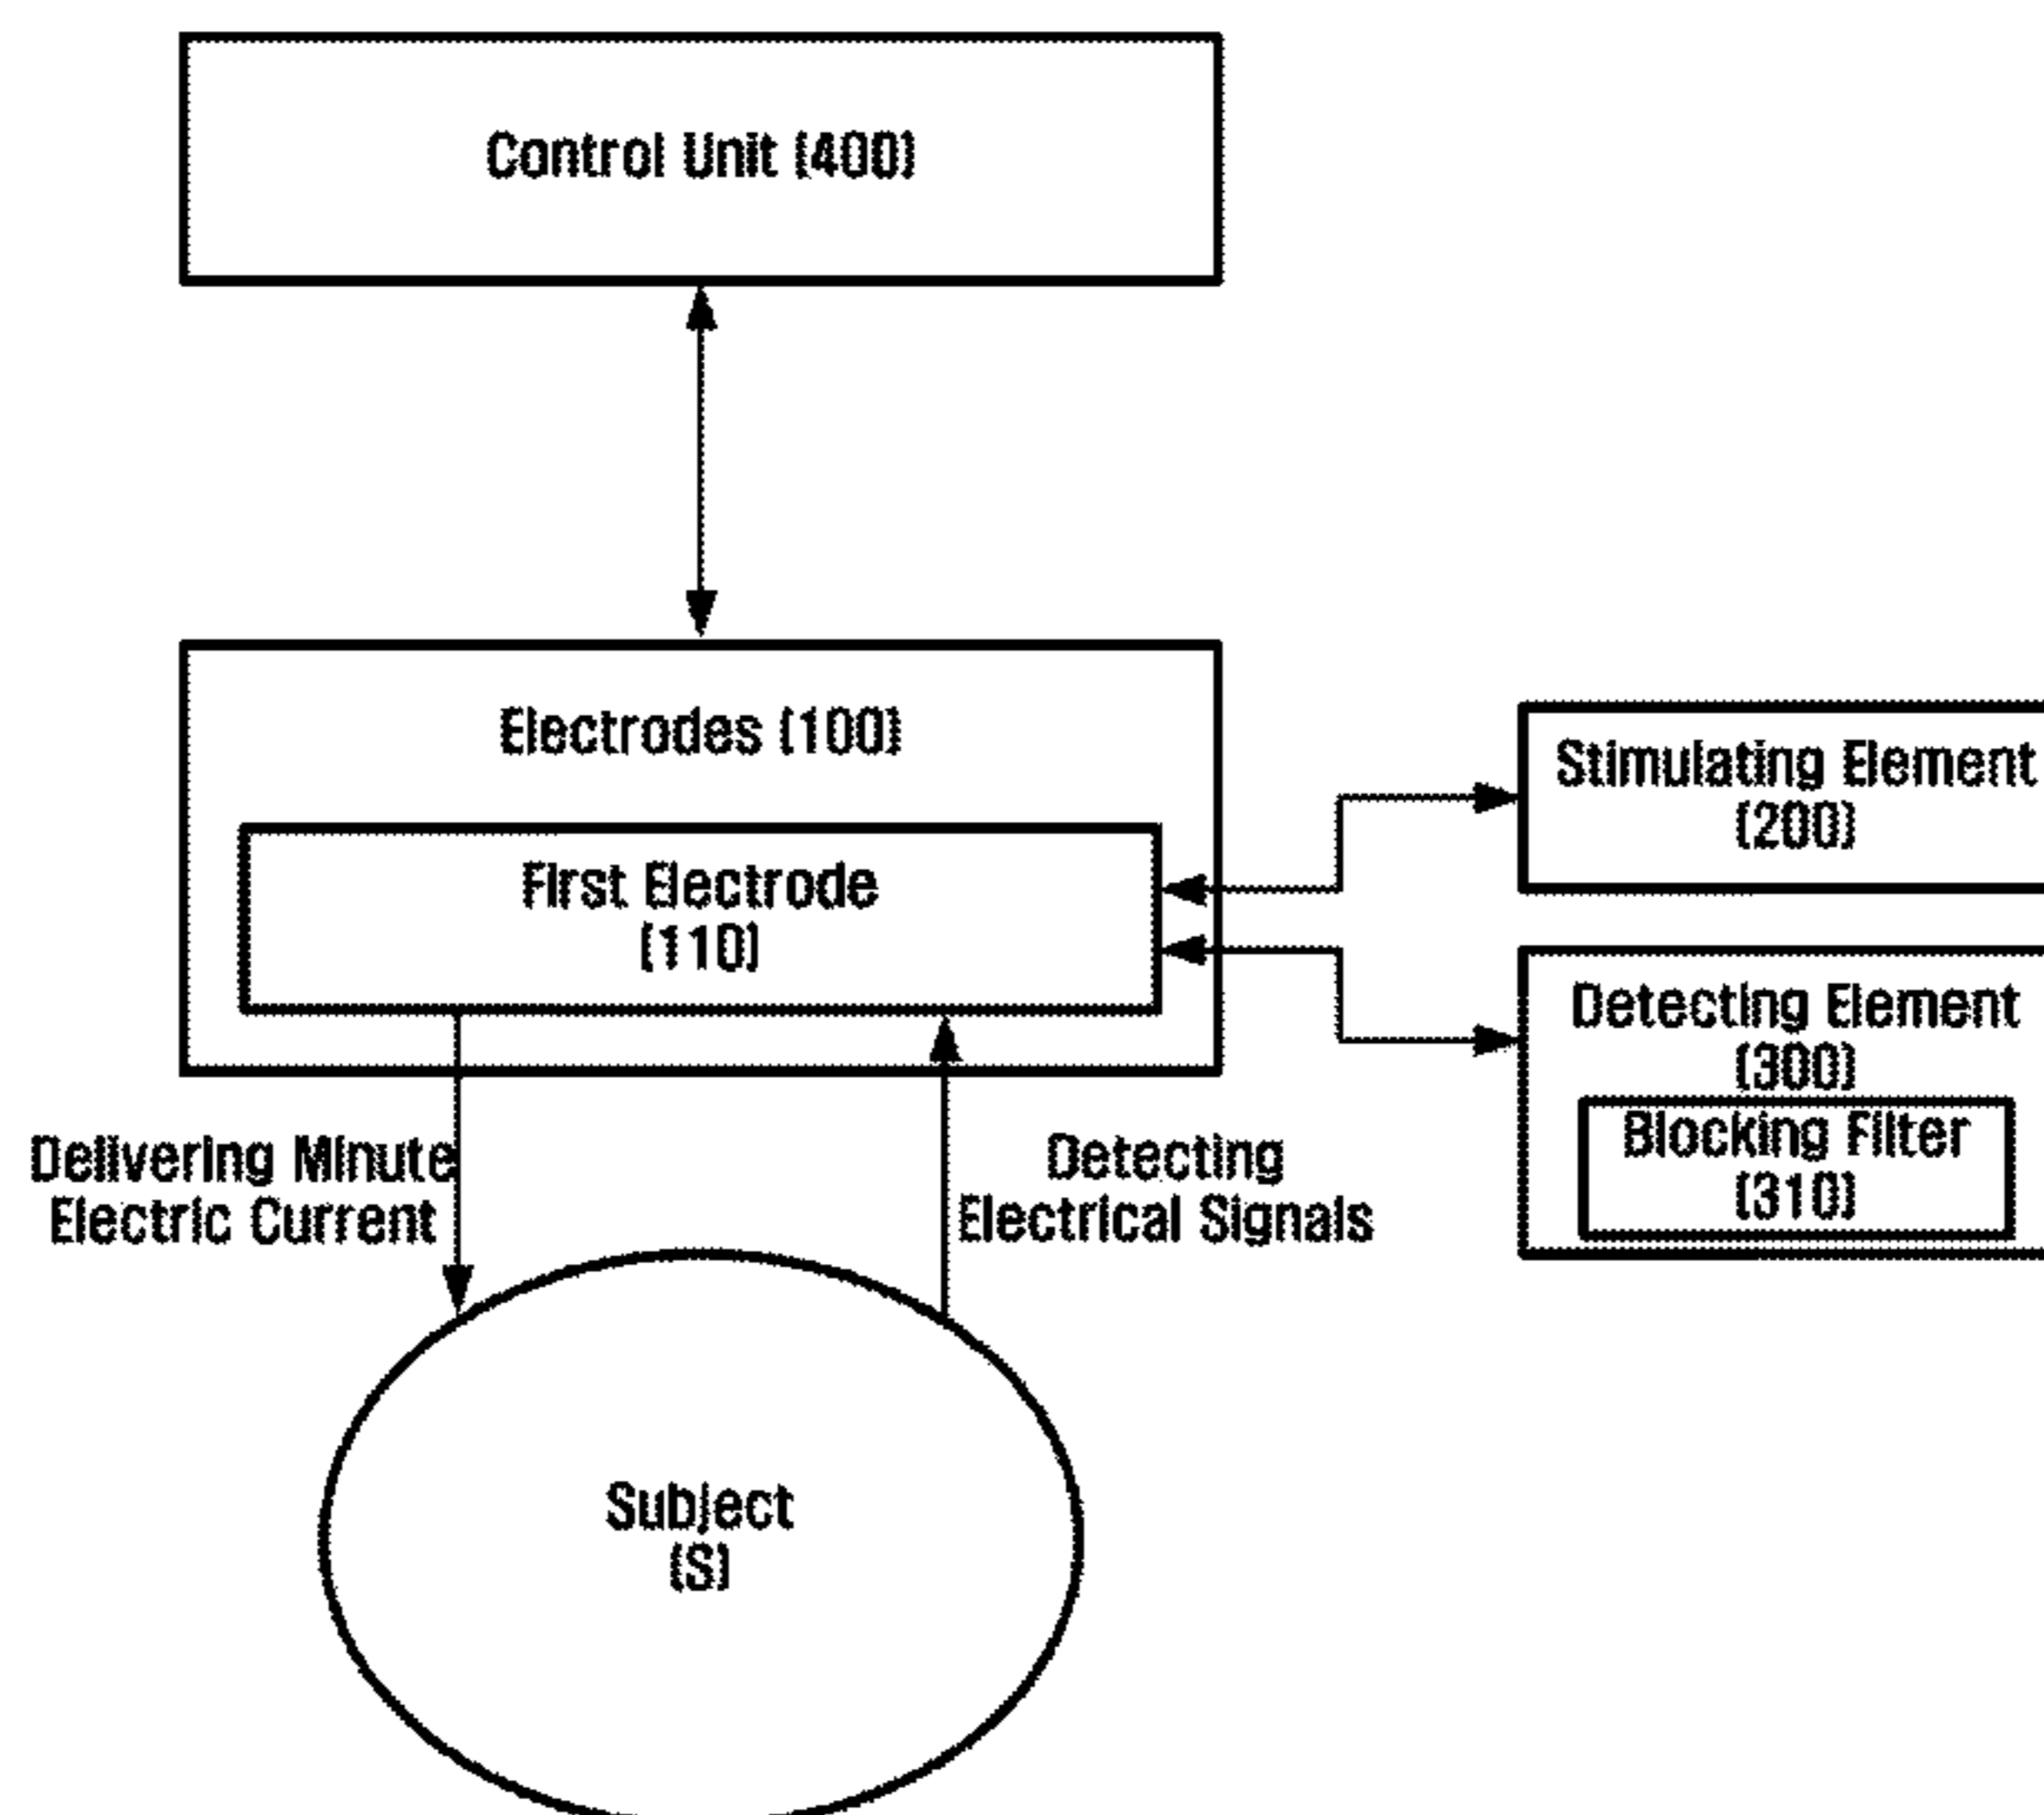 Control Unit (400)
Electrodes (100)
First Electrode
(110)
Stimulating Element
(200)
Detecting Element
(300)
Blocking Filter
(310)
Delivering Minute
Electric Current
Detecting
Electrical Signals
Subject
(S)